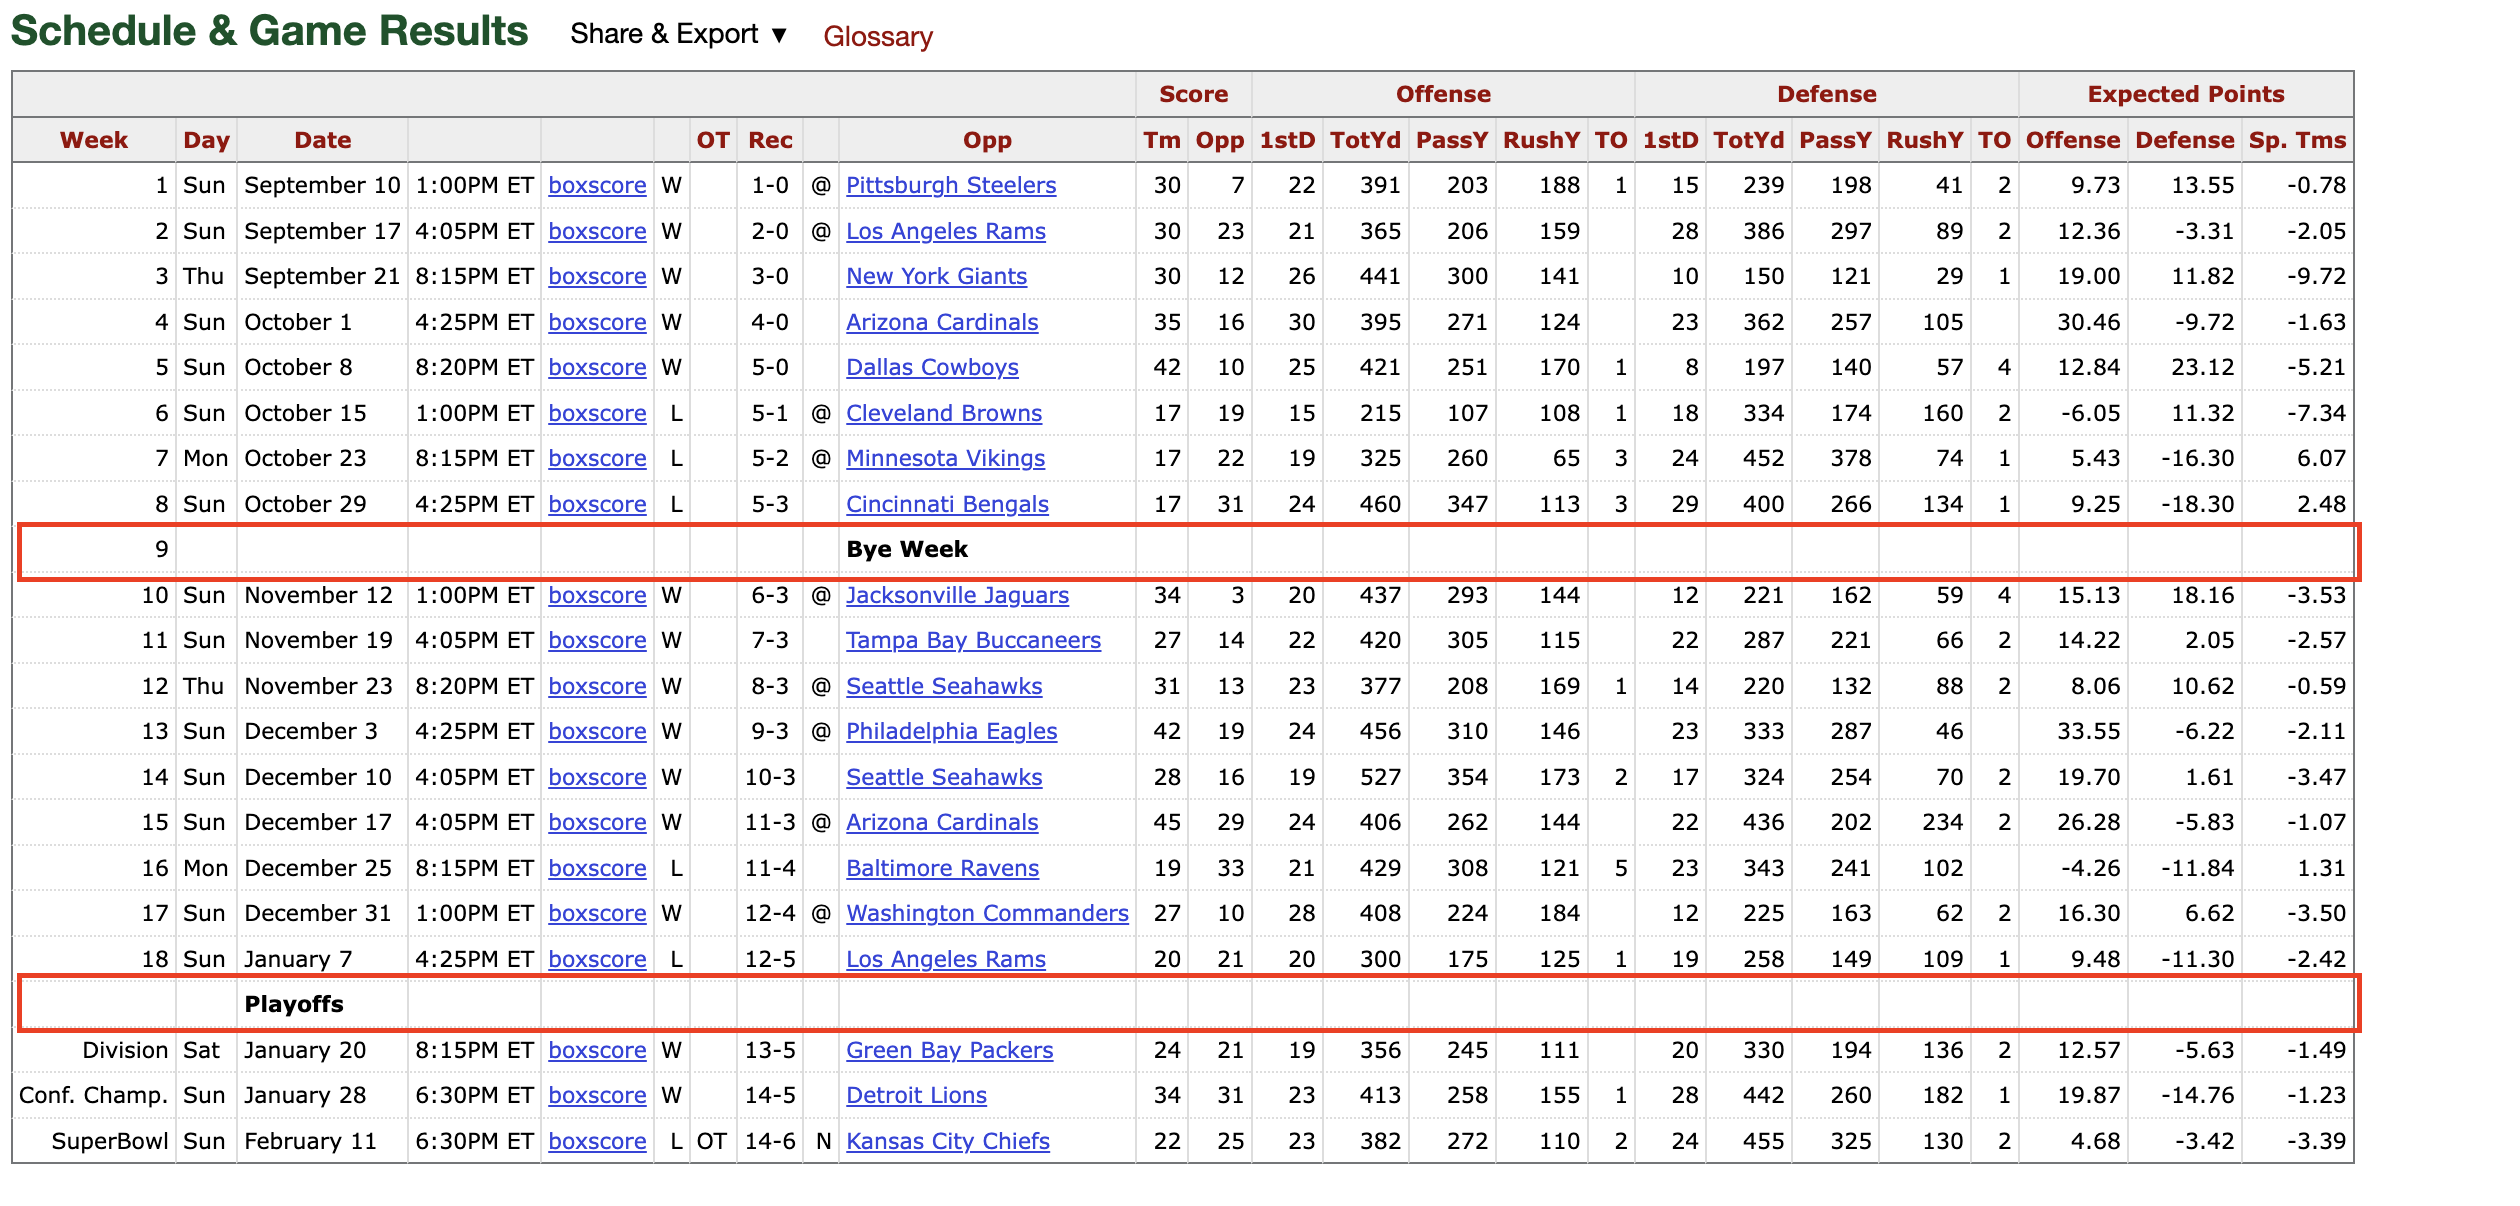 Schedule & Game Results Share & Export ▼ Glossary
Score Offense Defense Expected Points
Week Day Date OT Rec Opp Tm Opp 1stD TotYd PassY RushY TO 1stD TotYd PassY RushY TO Offense Defense Sp. Tms
1 Sun September 10 1:00PM ET boxscore W 1-0 @ Pittsburgh Steelers 30 7 22 391 203 188 1 15 239 198 41 2 9.73 13.55 -0.78
2 Sun September 17 4:05PM ET boxscore W 2-0 @ Los Angeles Rams 30 23 21 365 206 159 28 386 297 89 2 12.36 -3.31 -2.05
3 Thu September 21 8:15PM ET boxscore W 3-0 New York Giants 30 12 26 441 300 141 10 150 121 29 1 19.00 11.82 -9.72
4 Sun October 1 4:25PM ET boxscore W 4-0 Arizona Cardinals 35 16 30 395 271 124 23 362 257 105 30.46 -9.72 -1.63
5 Sun October 8 8:20PM ET boxscore W 5-0 Dallas Cowboys 42 10 25 421 251 170 1 8 197 140 57 4 12.84 23.12 -5.21
6 Sun October 15 1:00PM ET boxscore L 5-1 @ Cleveland Browns 17 19 15 215 107 108 1 18 334 174 160 2 -6.05 11.32 -7.34
7 Mon October 23 8:15PM ET boxscore L 5-2 @ Minnesota Vikings 17 22 19 325 260 65 3 24 452 378 74 1 5.43 -16.30 6.07
8 Sun October 29 4:25PM ET boxscore L 5-3 Cincinnati Bengals 17 31 24 460 347 113 3 29 400 266 134 1 9.25 -18.30 2.48
9 Bye Week
10 Sun November 12 1:00PM ET boxscore W 6-3 @ Jacksonville Jaguars 34 3 20 437 293 144 12 221 162 59 4 15.13 18.16 -3.53
11 Sun November 19 4:05PM ET boxscore W 7-3 Tampa Bay Buccaneers 27 14 22 420 305 115 22 287 221 66 2 14.22 2.05 -2.57
12 Thu November 23 8:20PM ET boxscore W 8-3 @ Seattle Seahawks 31 13 23 377 208 169 1 14 220 132 88 2 8.06 10.62 -0.59
13 Sun December 3 4:25PM ET boxscore W 9-3 @ Philadelphia Eagles 42 19 24 456 310 146 23 333 287 46 33.55 -6.22 -2.11
14 Sun December 10 4:05PM ET boxscore W 10-3 Seattle Seahawks 28 16 19 527 354 173 2 17 324 254 70 2 19.70 1.61 -3.47
15 Sun December 17 4:05PM ET boxscore W 11-3 @ Arizona Cardinals 45 29 24 406 262 144 22 436 202 234 2 26.28 -5.83 -1.07
16 Mon December 25 8:15PM ET boxscore L 11-4 Baltimore Ravens 19 33 21 429 308 121 5 23 343 241 102 -4.26 -11.84 1.31
17 Sun December 31 1:00PM ET boxscore W 12-4 @ Washington Commanders 27 10 28 408 224 184 12 225 163 62 2 16.30 6.62 -3.50
18 Sun January 7 4:25PM ET boxscore L 12-5 Los Angeles Rams 20 21 20 300 175 125 1 19 258 149 109 1 9.48 -11.30 -2.42
Playoffs
Division Sat January 20 8:15PM ET boxscore W 13-5 Green Bay Packers 24 21 19 356 245 111 20 330 194 136 2 12.57 -5.63 -1.49
Conf. Champ. Sun January 28 6:30PM ET boxscore W 14-5 Detroit Lions 34 31 23 413 258 155 1 28 442 260 182 1 19.87 -14.76 -1.23
SuperBowl Sun February 11 6:30PM ET boxscore L OT 14-6 N Kansas City Chiefs 22 25 23 382 272 110 2 24 455 325 130 2 4.68 -3.42 -3.39